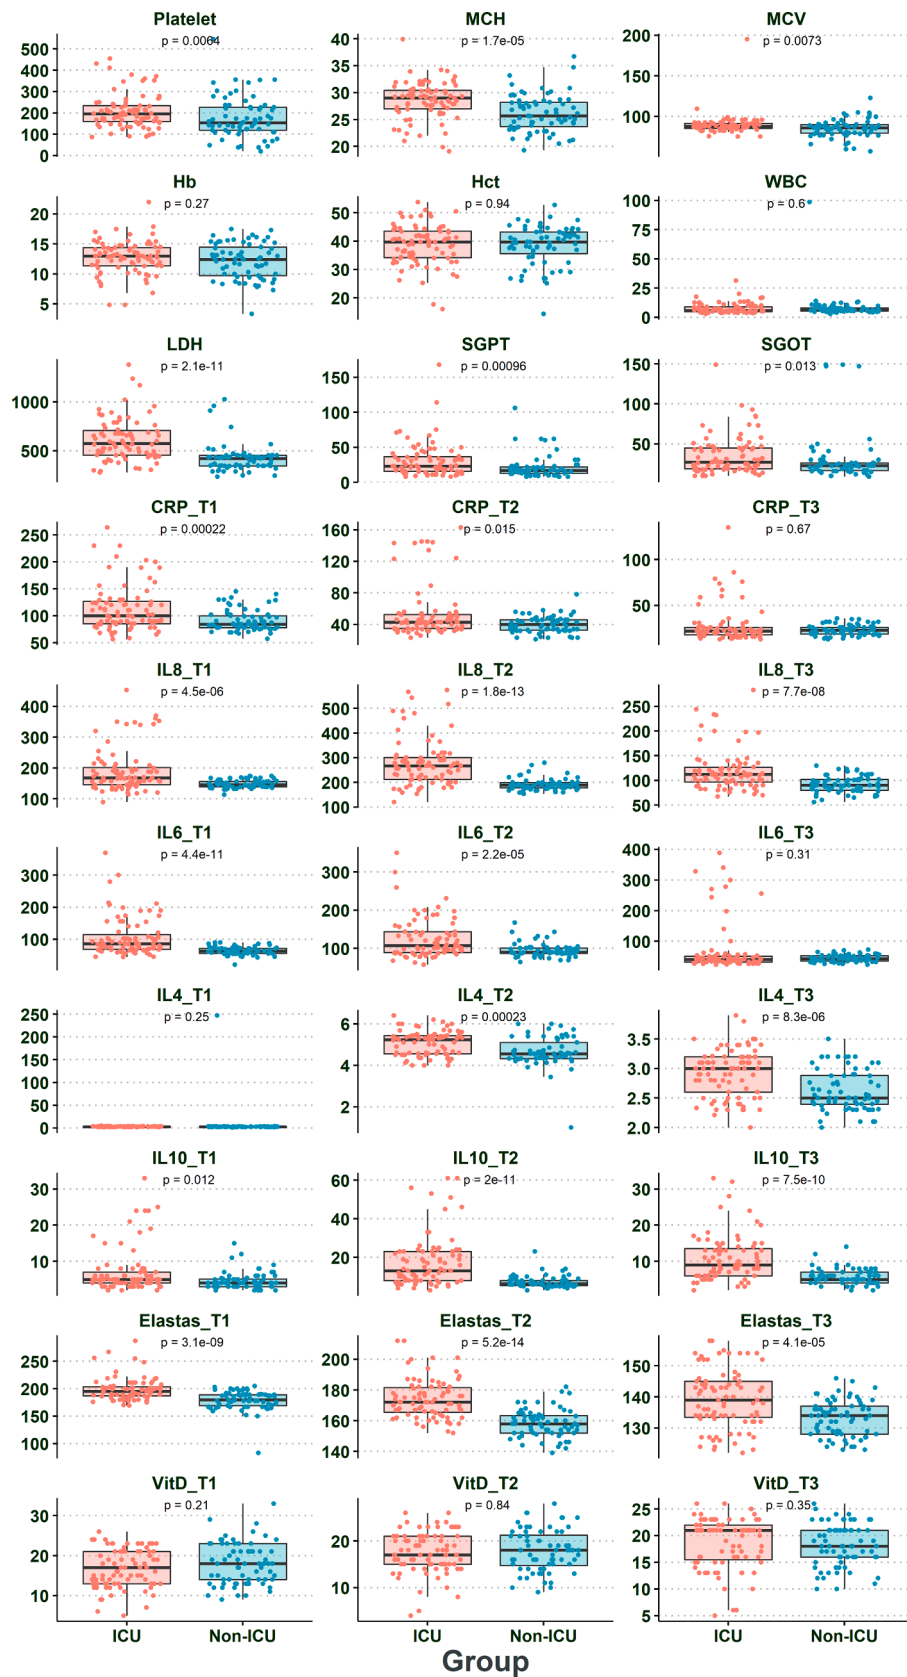 Platelet MCH MCV
p = 0.0064 p = 1.7e-05 p = 0.0073
500 400 300 200 100 0
40 35 30 25 20
200 100
Hb Hct WBC
p = 0.27 p = 0.94 p = 0.6
20 15 10 5
50 40 30 20
100 75 50 25 0
LDH SGPT SGOT
p = 2.1e-11 p = 0.00096 p = 0.013
1000 500
150 100 50 0
150 100 50
CRP_T1 CRP_T2 CRP_T3
p = 0.00022 p = 0.015 p = 0.67
250 200 150 100 50
160 120 80 40
100 50
IL8_T1 IL8_T2 IL8_T3
p = 4.5e-06 p = 1.8e-13 p = 7.7e-08
400 300 200 100
500 400 300 200 100
250 200 150 100 50
IL6_T1 IL6_T2 IL6_T3
p = 4.4e-11 p = 2.2e-05 p = 0.31
300 200 100
300 200 100
400 300 200 100
IL4_T1 IL4_T2 IL4_T3
p = 0.25 p = 0.00023 p = 8.3e-06
250 200 150 100 50 0
6 4 2
3.5 3.0 2.5 2.0
IL10_T1 IL10_T2 IL10_T3
p = 0.012 p = 2e-11 p = 7.5e-10
30 20 10
60 40 20
30 20 10
Elastas_T1 Elastas_T2 Elastas_T3
p = 3.1e-09 p = 5.2e-14 p = 4.1e-05
250 200 150 100
200 180 160 140
150 140 130
VitD_T1 VitD_T2 VitD_T3
p = 0.21 p = 0.84 p = 0.35
30 20 10
20 10
25 20 15 10 5
ICU Non-ICU ICU Non-ICU ICU Non-ICU
Group